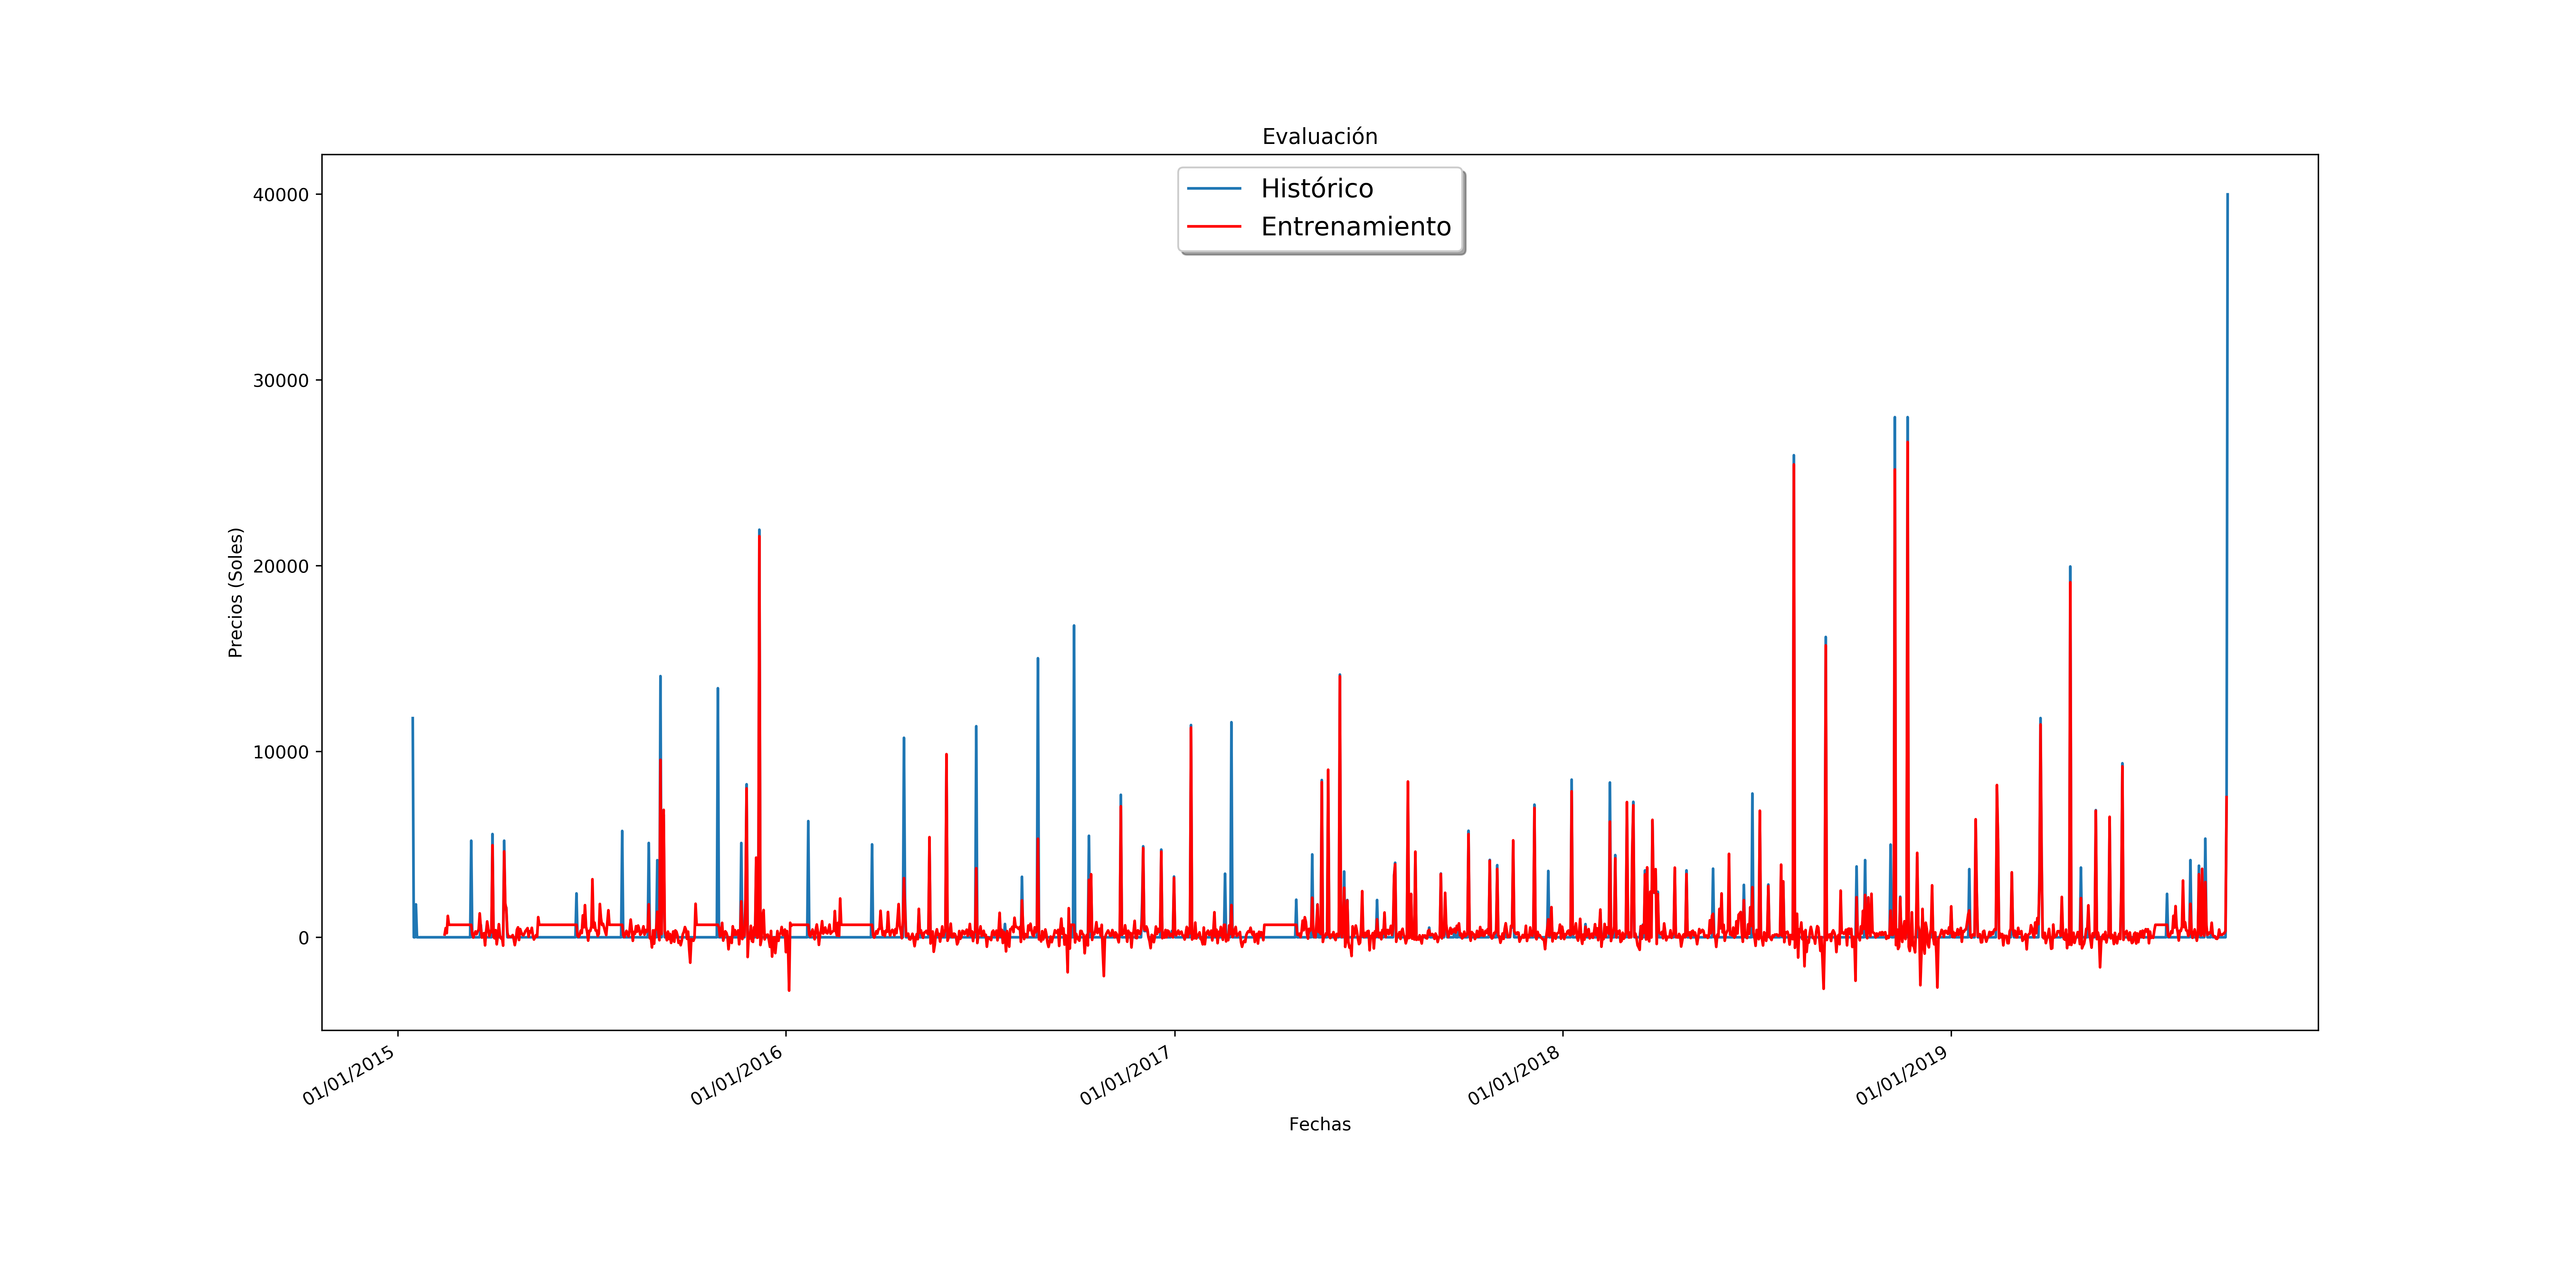 Evaluación
Histórico
Entrenamiento
40000
30000
20000
10000
0
Precios (Soles)
01/01/2015
01/01/2016
01/01/2017
01/01/2018
01/01/2019
Fechas